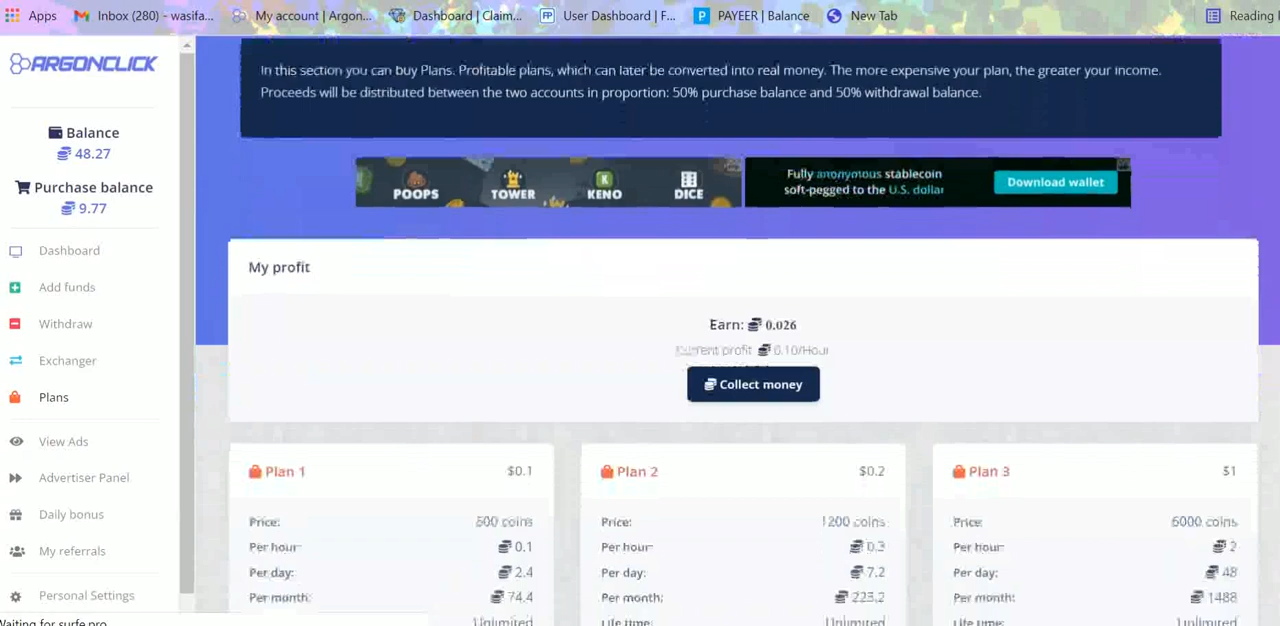 Apps
Inbox (280) - wasifa...
My account | Argon...
Dashboard | Claim...
User Dashboard | F...
PAYEER | Balance
New Tab
Reading
ARGONCLICK
Balance
48.27
Purchase balance
9.77
Dashboard
Add funds
Withdraw
Exchanger
Plans
View Ads
Advertiser Panel
Daily bonus
My referrals
Personal Settings
Waiting for surfe.pro
In this section you can buy Plans. Profitable plans, which can later be converted into real money. The more expensive your plan, the greater your income.
Proceeds will be distributed between the two accounts in proportion: 50% purchase balance and 50% withdrawal balance.
POOPS TOWER KENO DICE
Fully anonymous stablecoin
soft-pegged to the U.S. dollar
Download wallet
My profit
Earn: 0.026
Current profit 0.10/Hour
Collect money
Plan 1 $0.1
Price: 500 coins
Per hour: 0.1
Per day: 2.4
Per month: 74.4
Unlimited
Plan 2 $0.2
Price: 1200 coins
Per hour: 0.3
Per day: 7.2
Per month: 223.2
Life time: Unlimited
Plan 3 $1
Price: 6000 coins
Per hour: 2
Per day: 48
Per month: 1488
Life time: Unlimited